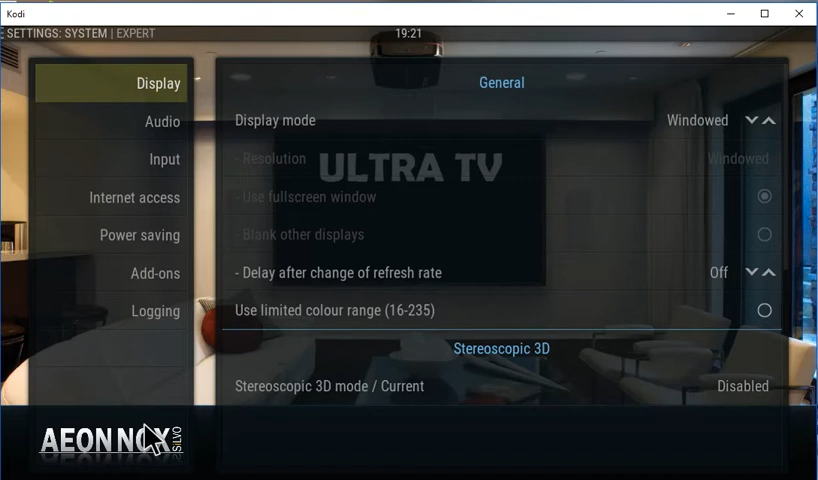 Kodi
SETTINGS: SYSTEM | EXPERT
19:21
Display
Audio
Input
Internet access
Power saving
Add-ons
Logging
General
Display mode Windowed
- Resolution Windowed
ULTRA TV
- Use fullscreen window
- Blank other displays
- Delay after change of refresh rate Off
Use limited colour range (16-235)
Stereoscopic 3D
Stereoscopic 3D mode / Current Disabled
AEON NOX
SiLVO